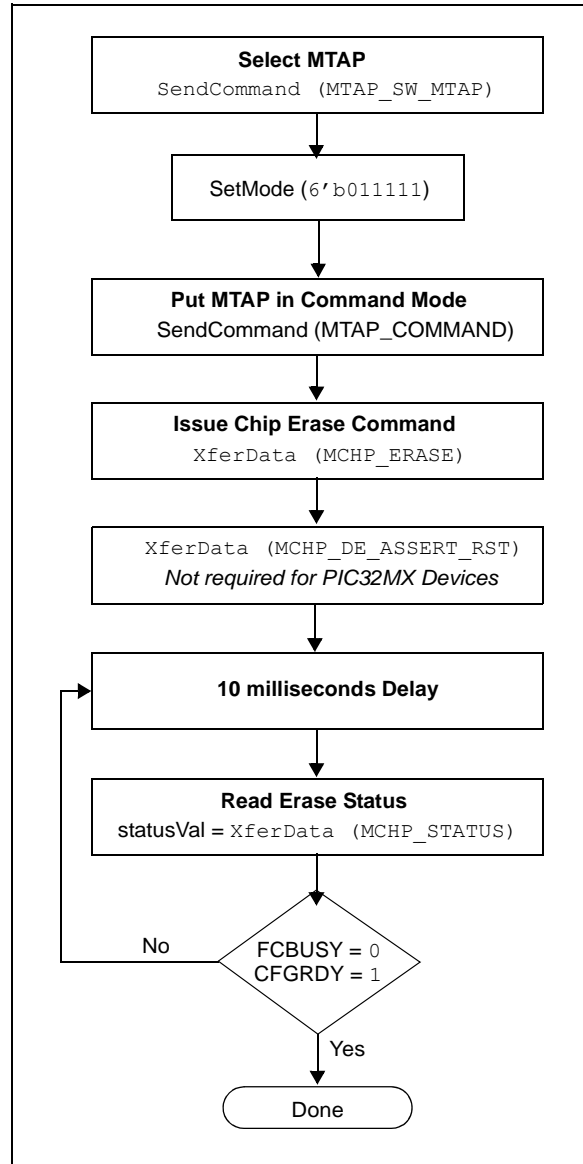 Select MTAP
SendCommand (MTAP_SW_MTAP)
SetMode (6’b011111)
Put MTAP in Command Mode
SendCommand (MTAP_COMMAND)
Issue Chip Erase Command
XferData (MCHP_ERASE)
XferData (MCHP_DE_ASSERT_RST)
Not required for PIC32MX Devices
10 milliseconds Delay
Read Erase Status
statusVal = XferData (MCHP_STATUS)
No
FCBUSY = 0
CFGRDY = 1
Yes
Done